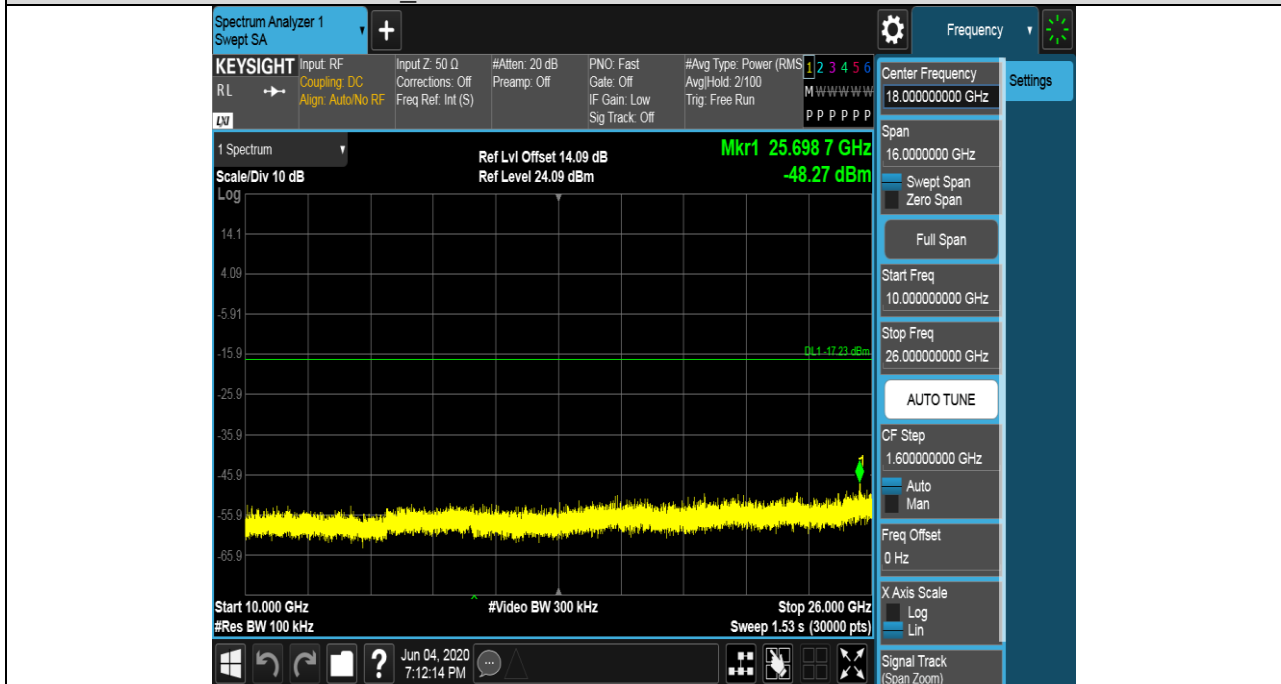 Spectrum Analyzer 1
Swept SA
Frequency
KEYSIGHT
RL
LXI
Input: RF
Coupling: DC
Align: Auto/No RF
Input Z: 50 Ω
Corrections: Off
Freq Ref: Int (S)
#Atten: 20 dB
Preamp: Off
PNO: Fast
Gate: Off
IF Gain: Low
Sig Track: Off
#Avg Type: Power (RMS
Avg|Hold: 2/100
Trig: Free Run
1 2 3 4 5 6
M W W W W W
P P P P P P
1 Spectrum
Scale/Div 10 dB
Log
Ref Lvl Offset 14.09 dB
Ref Level 24.09 dBm
Mkr1 25.698 7 GHz
-48.27 dBm
14.1
4.09
-5.91
-15.9
DL1 -17.23 dBm
-25.9
-35.9
-45.9
1
-55.9
-65.9
Start 10.000 GHz
#Res BW 100 kHz
#Video BW 300 kHz
Stop 26.000 GHz
Sweep 1.53 s (30000 pts)
Jun 04, 2020
7:12:14 PM
Center Frequency
18.000000000 GHz
Span
16.0000000 GHz
Swept Span
Zero Span
Full Span
Start Freq
10.000000000 GHz
Stop Freq
26.000000000 GHz
AUTO TUNE
CF Step
1.600000000 GHz
Auto
Man
Freq Offset
0 Hz
X Axis Scale
Log
Lin
Signal Track
(Span Zoom)
Settings